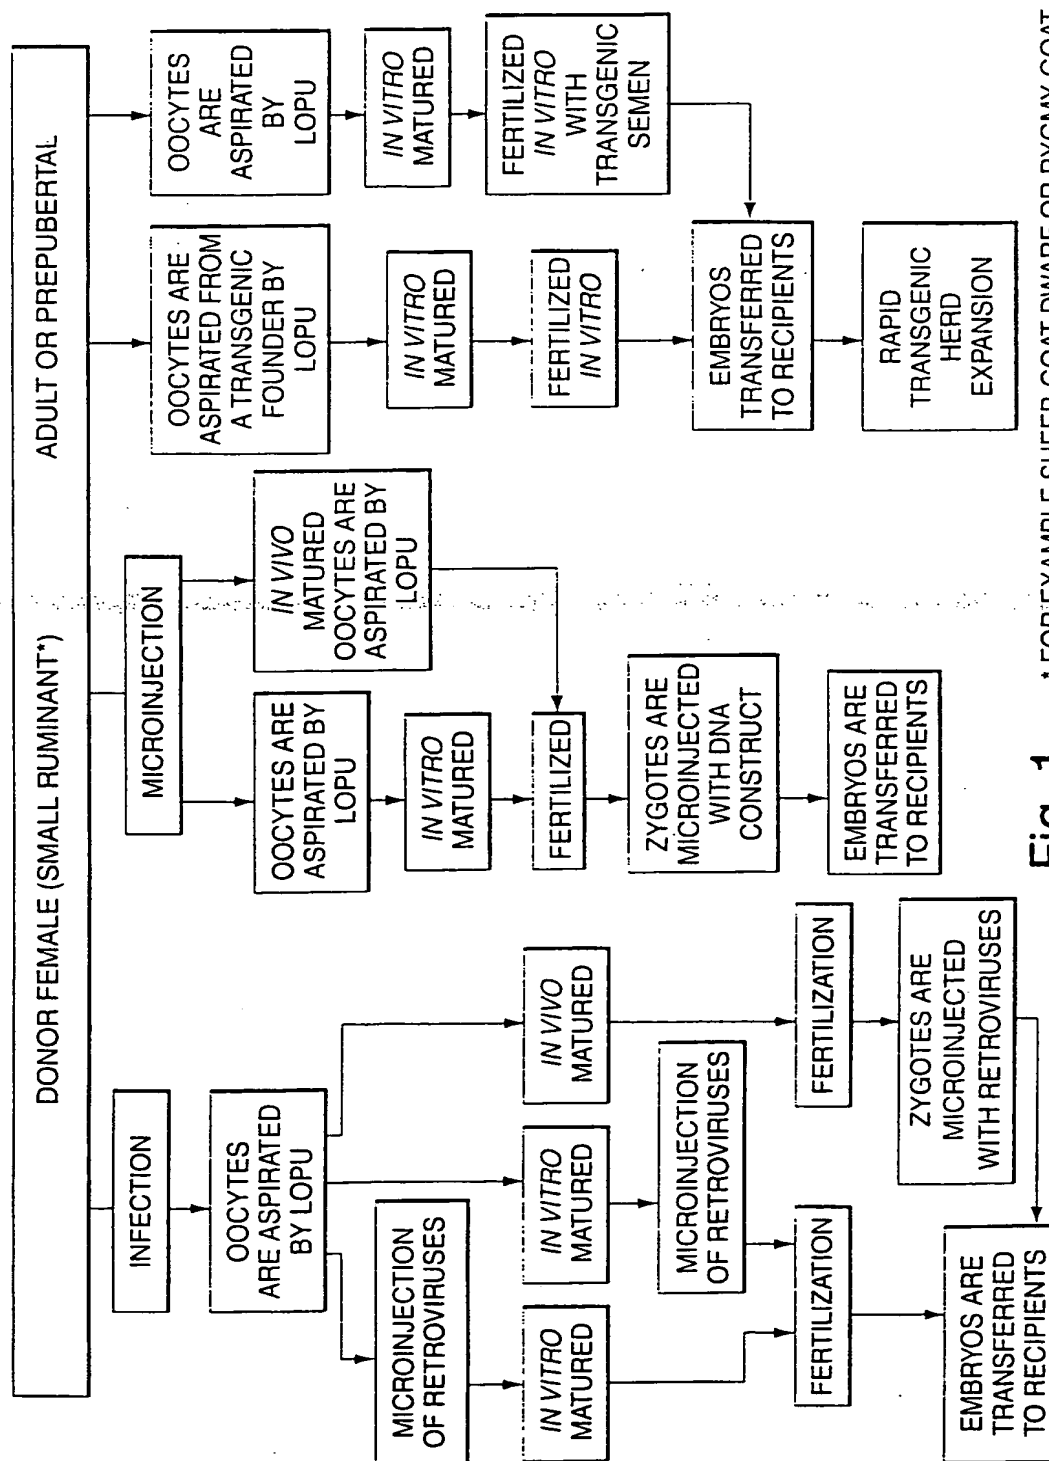 DONOR FEMALE (SMALL RUMINANT*) ADULT OR PREPUBERTAL
INFECTION
OOCYTES
ARE ASPIRATED
BY LOPU
MICROINJECTION
OF RETROVIRUSES
IN VITRO
MATURED
IN VITRO
MATURED
MICROINJECTION
OF RETROVIRUSES
FERTILIZATION
IN VIVO
MATURED
FERTILIZATION
ZYGOTES ARE
MICROINJECTED
WITH RETROVIRUSES
EMBRYOS ARE
TRANSFERRED
TO RECIPIENTS
MICROINJECTION
OOCYTES ARE
ASPIRATED BY
LOPU
IN VITRO
MATURED
IN VIVO
MATURED
OOCYTES ARE
ASPIRATED BY
LOPU
FERTILIZED
ZYGOTES ARE
MICROINJECTED
WITH DNA
CONSTRUCT
EMBRYOS ARE
TRANSFERRED
TO RECIPIENTS
OOCYTES ARE
ASPIRATED FROM
A TRANSGENIC
FOUNDER BY
LOPU
IN VITRO
MATURED
FERTILIZED
IN VITRO
OOCYTES
ARE
ASPIRATED
BY
LOPU
IN VITRO
MATURED
FERTILIZED
IN VITRO
WITH
TRANSGENIC
SEMEN
EMBRYOS
TRANSFERRED
TO RECIPIENTS
RAPID
TRANSGENIC
HERD
EXPANSION
Fig. 1
* FOR EXAMPLE SHEEP, GOAT, DWARF OR PYGMY GOAT